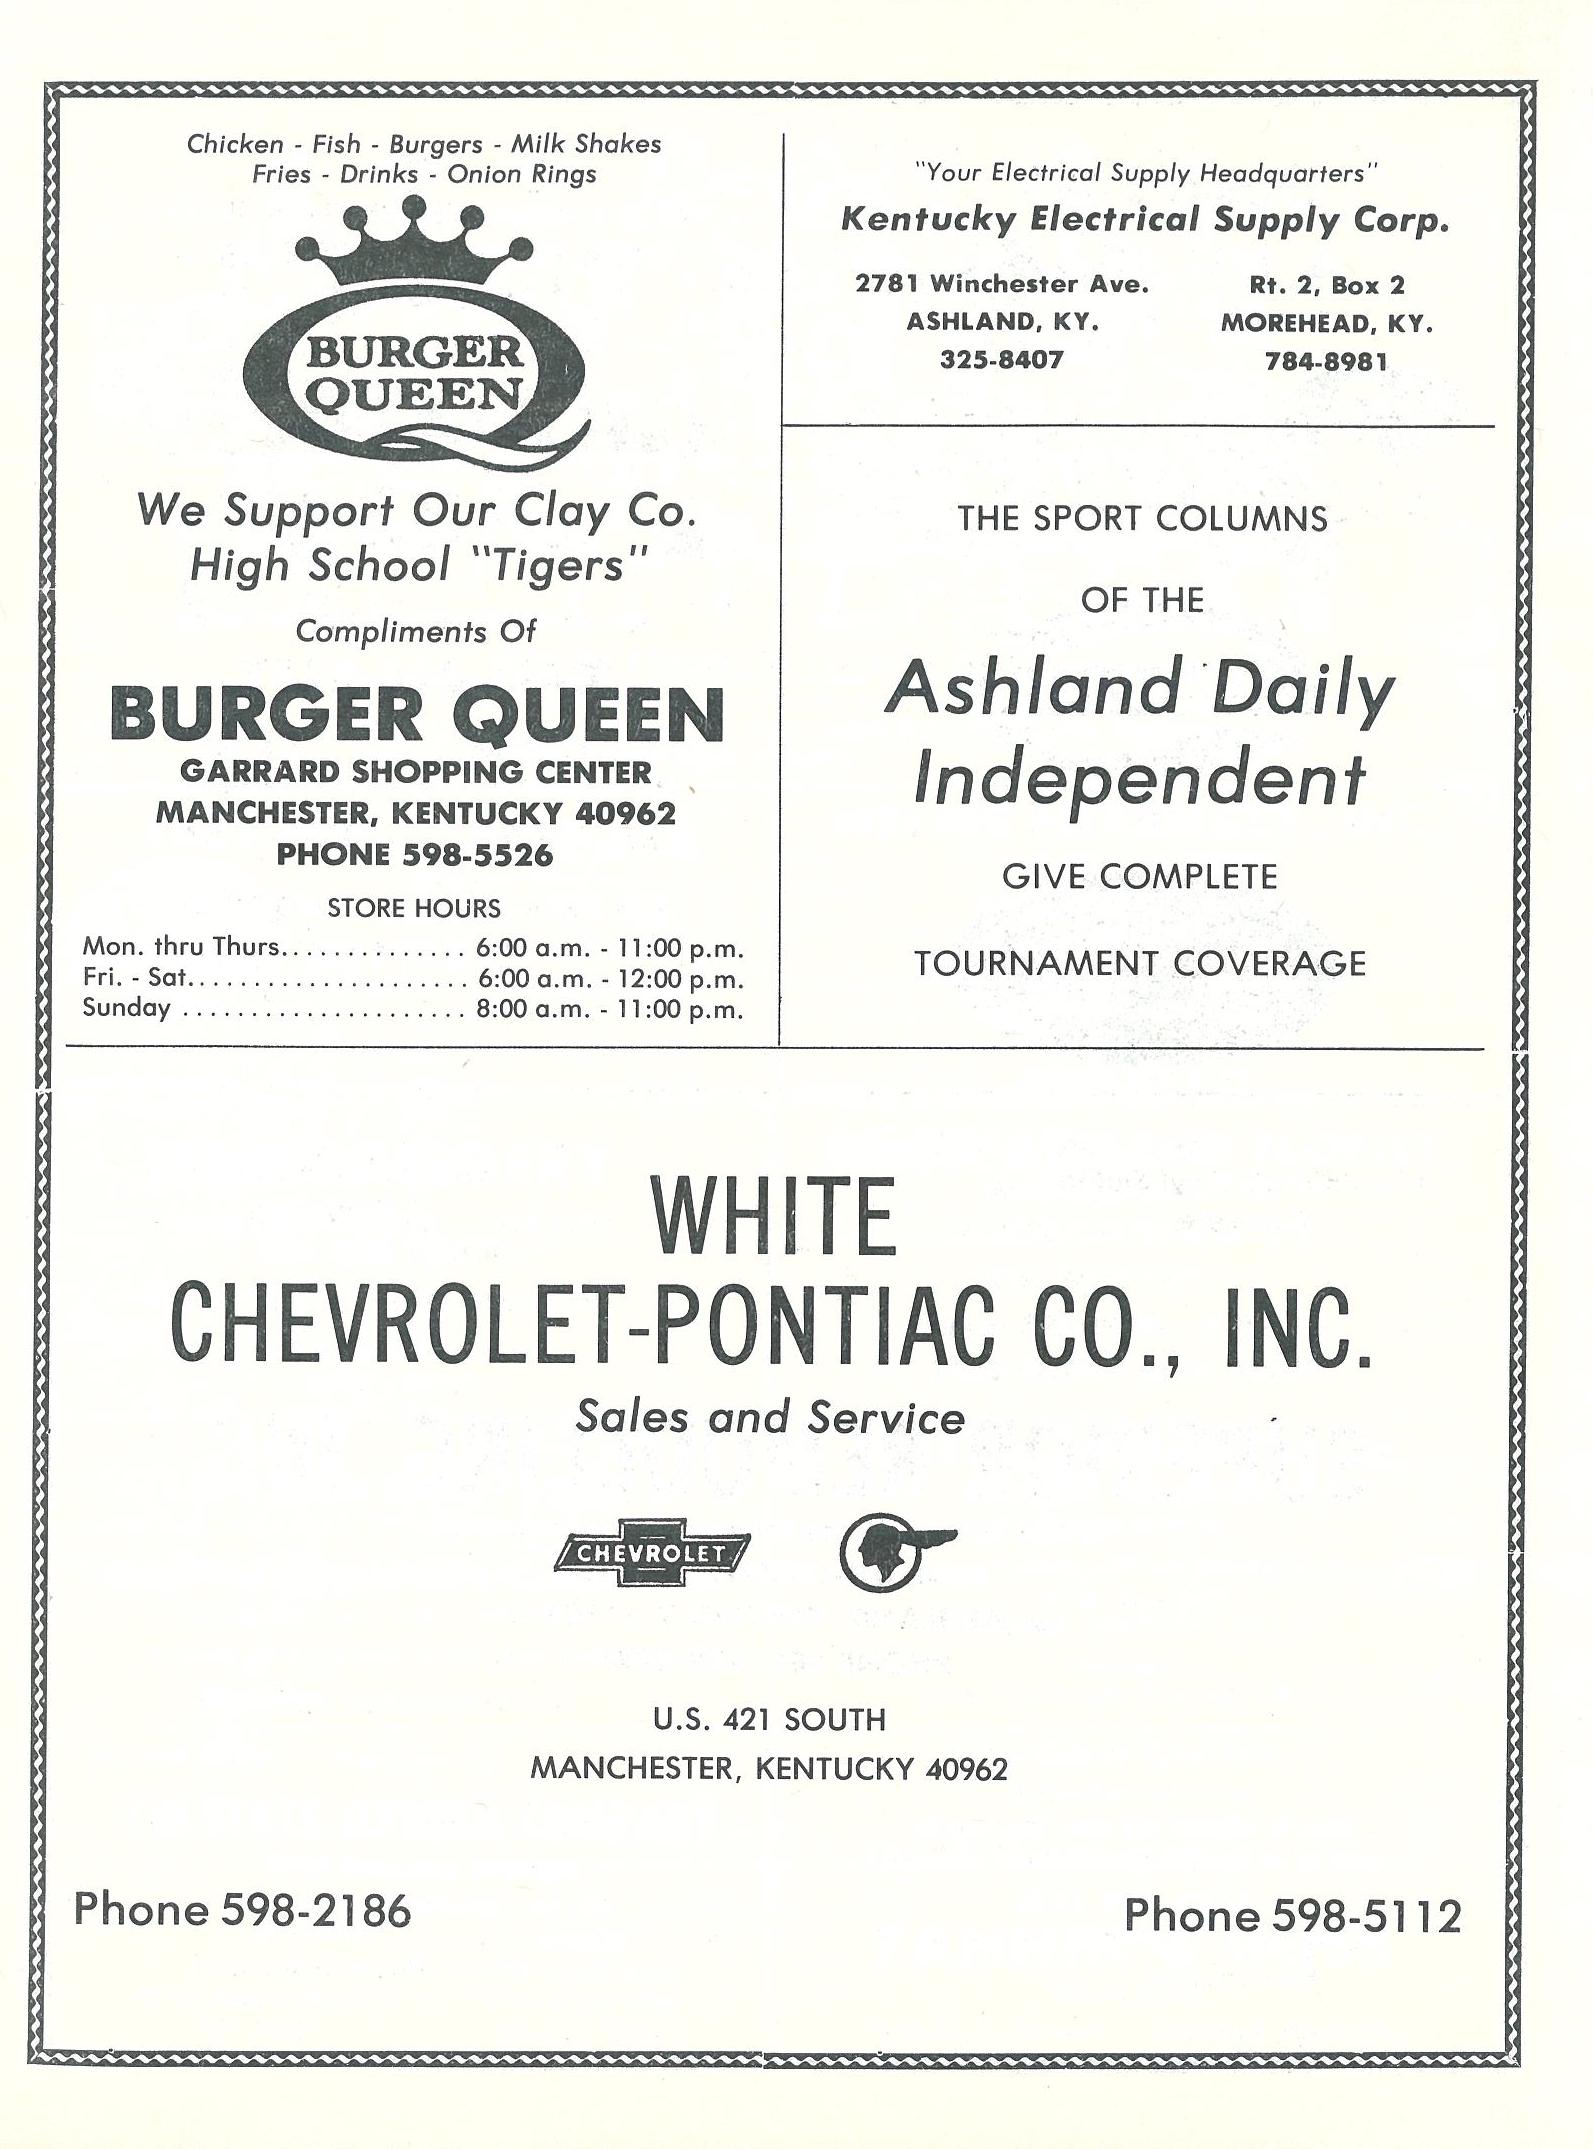 Chicken - Fish - Burgers - Milk Shakes
Fries - Drinks - Onion Rings
BURGER
QUEEN
We Support Our Clay Co.
High School "Tigers"
Compliments Of
BURGER QUEEN
GARRARD SHOPPING CENTER
MANCHESTER, KENTUCKY 40962
PHONE 598-5526
STORE HOURS
Mon. thru Thurs.............. 6:00 a.m. - 11:00 p.m.
Fri. - Sat...................... 6:00 a.m. - 12:00 p.m.
Sunday ..................... 8:00 a.m. - 11:00 p.m.
"Your Electrical Supply Headquarters"
Kentucky Electrical Supply Corp.
2781 Winchester Ave.
ASHLAND, KY.
325-8407
Rt. 2, Box 2
MOREHEAD, KY.
784-8981
THE SPORT COLUMNS
OF THE
Ashland Daily
Independent
GIVE COMPLETE
TOURNAMENT COVERAGE
WHITE
CHEVROLET-PONTIAC CO., INC.
Sales and Service
CHEVROLET
U.S. 421 SOUTH
MANCHESTER, KENTUCKY 40962
Phone 598-2186
Phone 598-5112